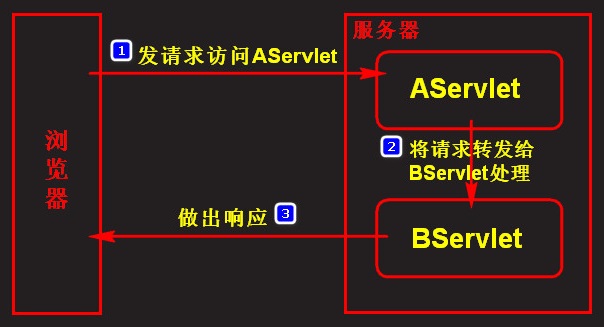 服务器
1 发请求访问AServlet
AServlet
浏
览
器
2 将请求转发给
BServlet处理
做出响应 3
BServlet